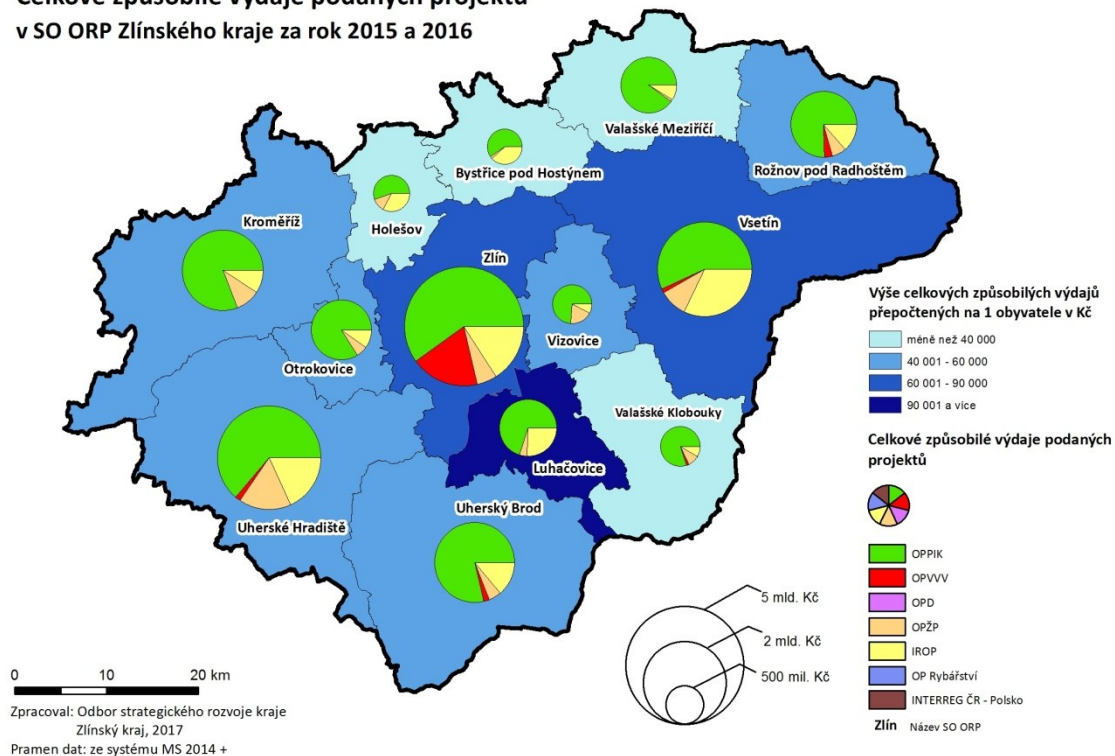 Celkové způsobilé výdaje podaných projektů
v SO ORP Zlínského kraje za rok 2015 a 2016
Valašské Meziříčí
Rožnov pod Radhoštěm
Bystřice pod Hostýnem
Holešov
Kroměříž
Vsetín
Zlín
Vizovice
Otrokovice
Valašské Klobouky
Luhačovice
Uherské Hradiště
Uherský Brod
Výše celkových způsobilých výdajů
přepočtených na 1 obyvatele v Kč
méně než 40 000
40 001 - 60 000
60 001 - 90 000
90 001 a více
Celkové způsobilé výdaje podaných
projektů
OPPIK
OPVVV
OPD
OPŽP
IROP
OP Rybářství
INTERREG ČR - Polsko
Zlín Název SO ORP
5 mld. Kč
2 mld. Kč
500 mil. Kč
0 10 20 km
Zpracoval: Odbor strategického rozvoje kraje
Zlínský kraj, 2017
Pramen dat: ze systému MS 2014 +